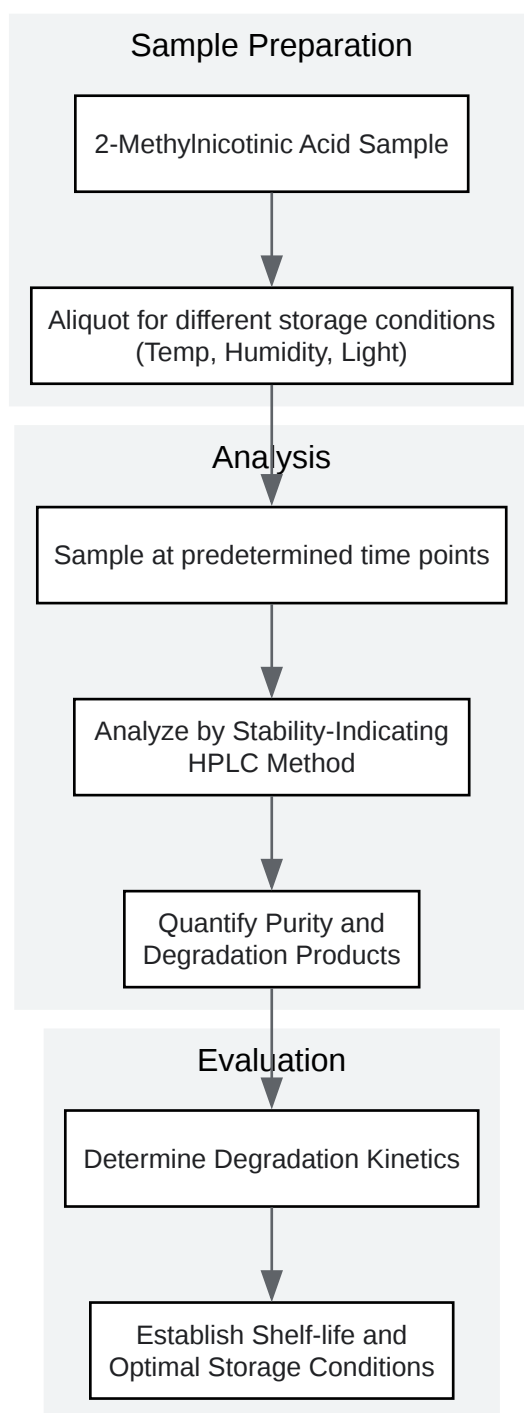 Sample Preparation
2-Methylnicotinic Acid Sample
Aliquot for different storage conditions
(Temp, Humidity, Light)
Analysis
Sample at predetermined time points
Analyze by Stability-Indicating
HPLC Method
Quantify Purity and
Degradation Products
Evaluation
Determine Degradation Kinetics
Establish Shelf-life and
Optimal Storage Conditions